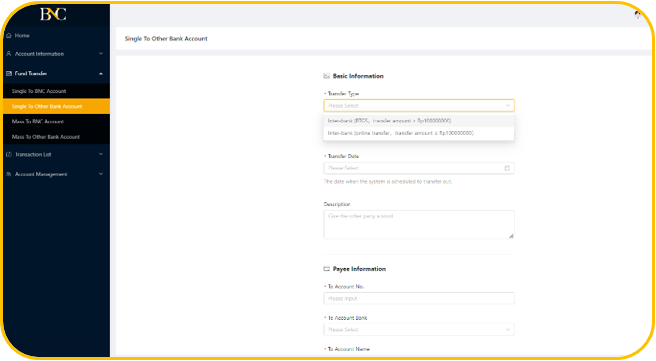 BNC
Home
Single To Other Bank Account
Account Information
Fund Transfer
Single To BNC Account
Single To Other Bank Account
Mass To BNC Account
Mass To Other Bank Account
Transaction List
Account Management
Basic Information
* Transfer Type
Please Select
Inter-bank (RTGS, transfer amount > Rp100000000)
Inter-bank (online transfer, transfer amount ≤ Rp100000000)
* Transfer Date
Please Select
The date when the system is scheduled to transfer out.
Description
Give the other party a word
Payee Information
* To Account No.
Please Input
* To Account Bank
Please Select
* To Account Name